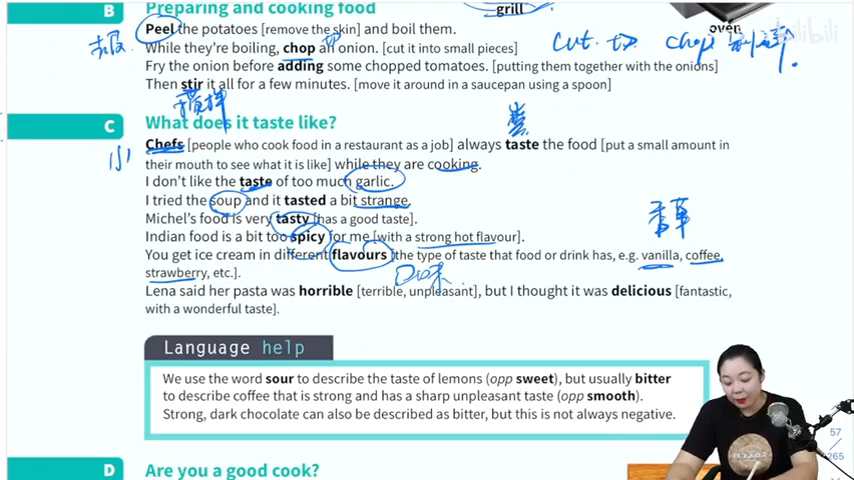 B Preparing and cooking food
grill
oven
bilibili
Peel the potatoes [remove the skin] and boil them.
While they're boiling, chop an onion. [cut it into small pieces]
cut. chop
Fry the onion before adding some chopped tomatoes. [putting them together with the onions]
Then stir it all for a few minutes. [move it around in a saucepan using a spoon]
搅拌
C What does it taste like?
尝
Chefs [people who cook food in a restaurant as a job] always taste the food [put a small amount in
their mouth to see what it is like] while they are cooking.
I don't like the taste of too much garlic.
I tried the soup and it tasted a bit strange.
Michel's food is very tasty [has a good taste].
香草
Indian food is a bit too spicy for me [with a strong hot flavour].
You get ice cream in different flavours [the type of taste that food or drink has, e.g. vanilla, coffee,
strawberry, etc.].
口味
Lena said her pasta was horrible [terrible, unpleasant], but I thought it was delicious [fantastic,
with a wonderful taste].
Language help
We use the word sour to describe the taste of lemons (opp sweet), but usually bitter
to describe coffee that is strong and has a sharp unpleasant taste (opp smooth).
Strong, dark chocolate can also be described as bitter, but this is not always negative.
57
/
265
D Are you a good cook?